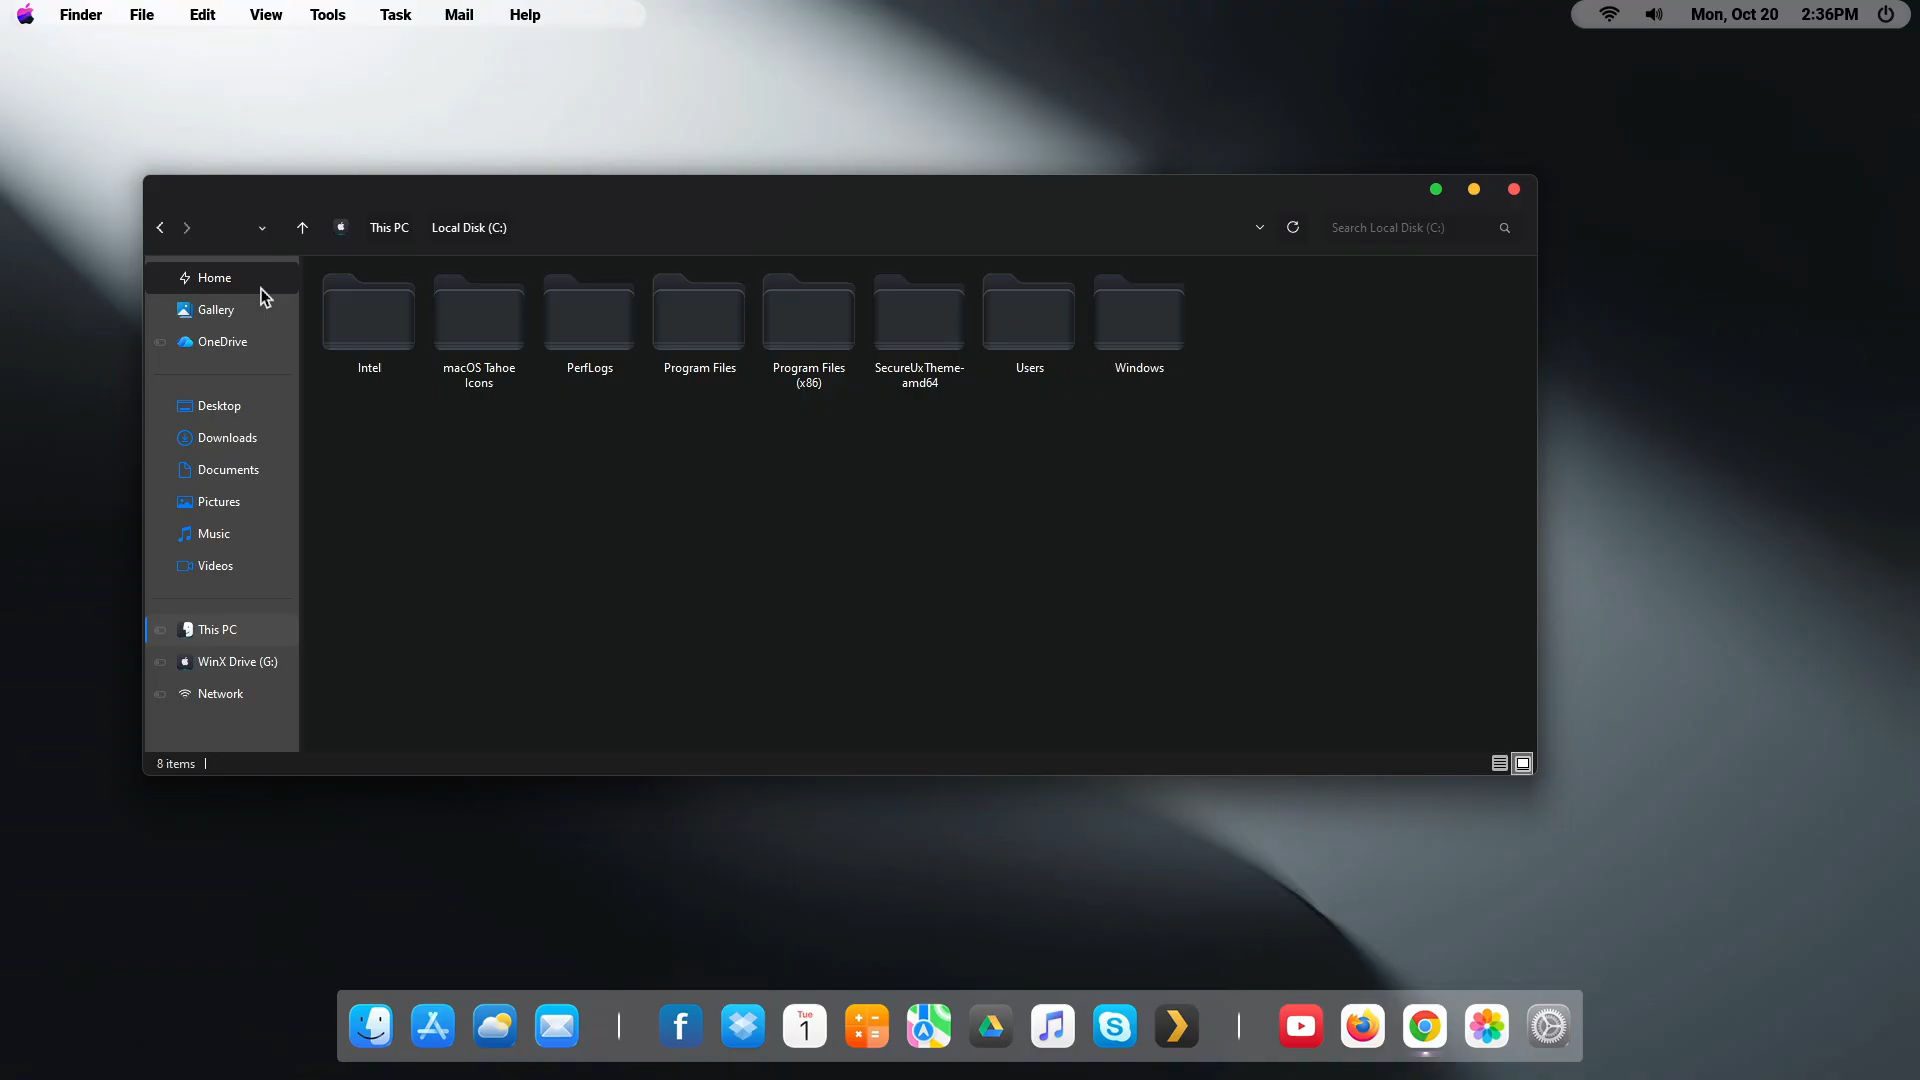 Finder File Edit View Tools Task Mail Help
Mon, Oct 20 2:36PM
This PC Local Disk (C:)
Search Local Disk (C:)
Home
Gallery
OneDrive
Desktop
Downloads
Documents
Pictures
Music
Videos
This PC
WinX Drive (G:)
Network
Intel
macOS Tahoe
Icons
PerfLogs
Program Files
Program Files
(x86)
SecureUxTheme-
amd64
Users
Windows
8 items
Tue
1